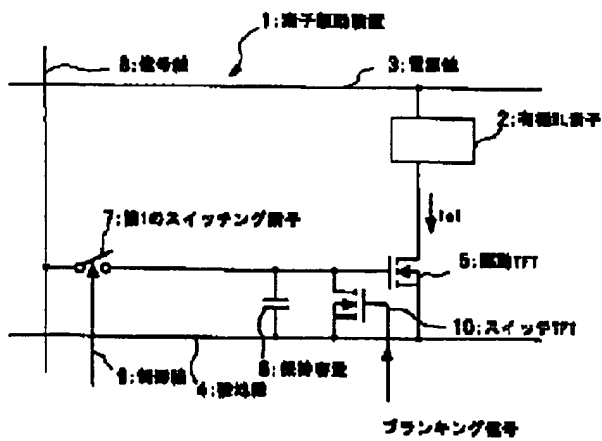 1:素子駆動装置
8:信号線
3:電源線
2:有機EL素子
Iel
7:第1のスイッチング素子
5:駆動TFT
10:スイッチTFT
9:制御線
4:接地線
6:保持容量
ブランキング信号